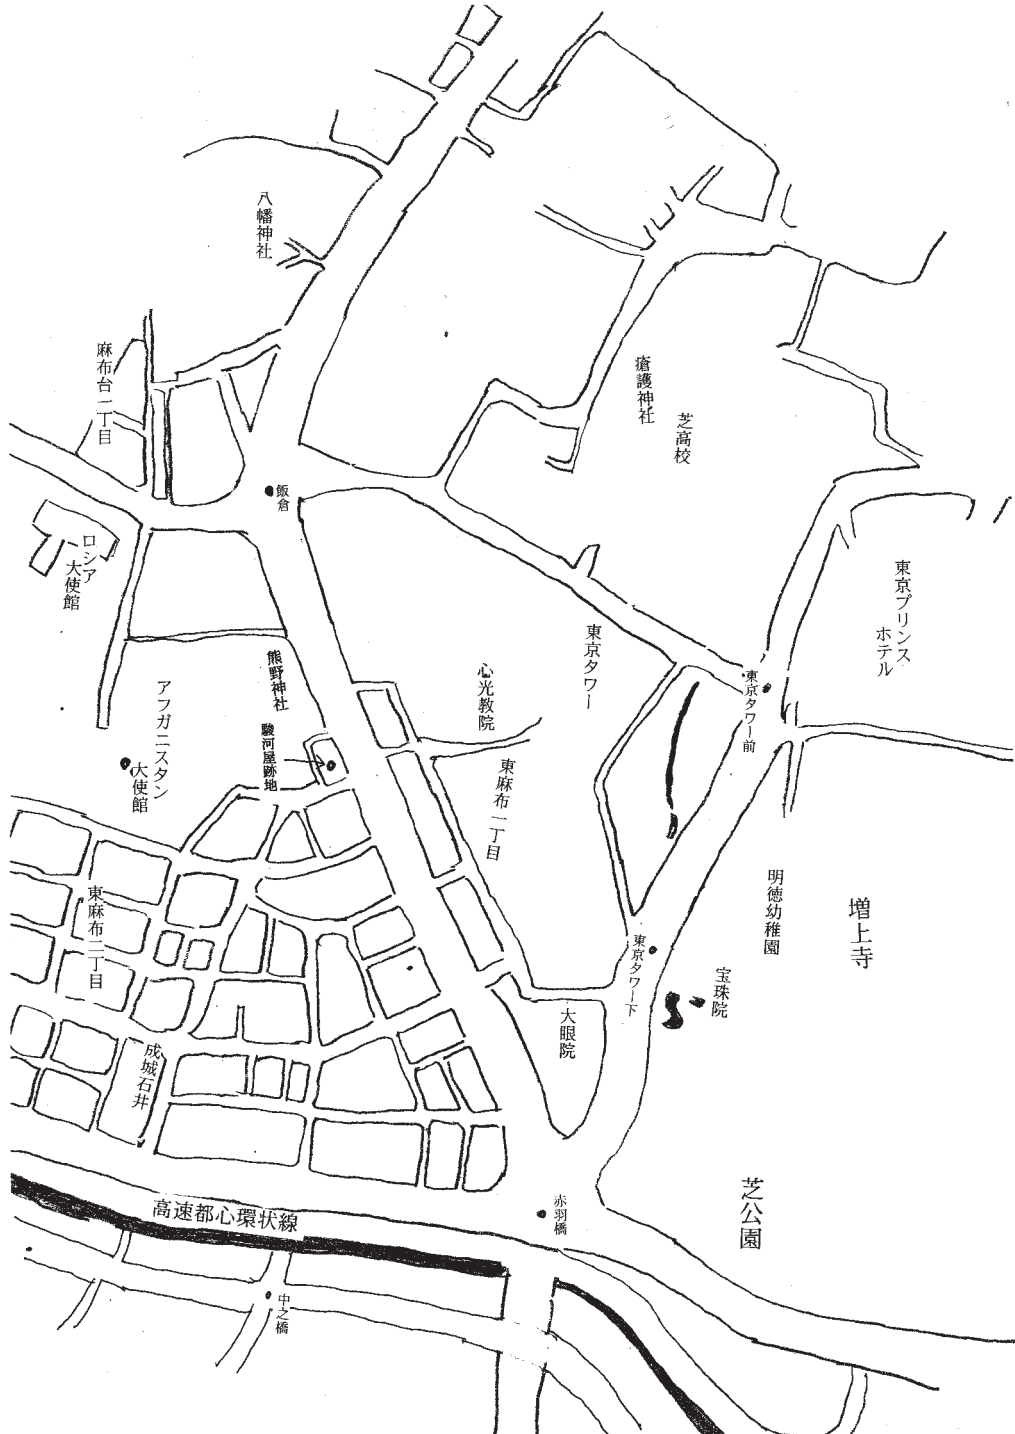 八幡神社
麻布台一丁目
瘡護神社
芝高校
飯倉
ロシア
大使館
東京プリンス
ホテル
東京タワー
心光教院
熊野神社
東京タワー前
アフガニスタン
大使館
駿河屋跡地
東麻布一丁目
明徳幼稚園
増上寺
東麻布二丁目
東京タワー下
宝珠院
大眼院
成城石井
芝公園
赤羽橋
高速都心環状線
中之橋